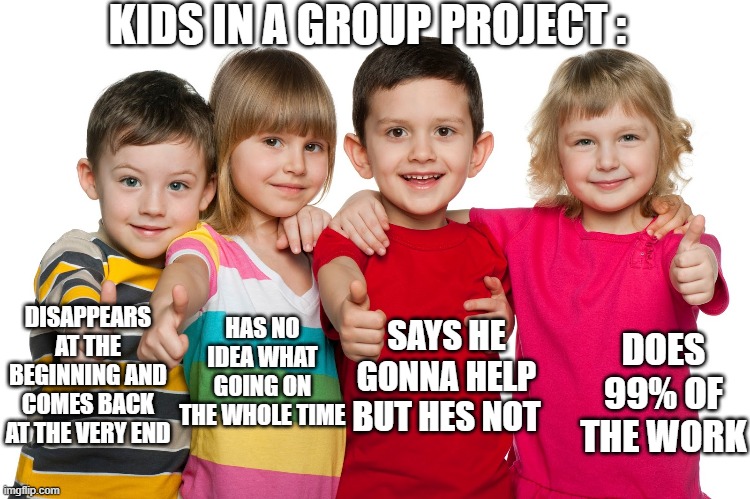 KIDS IN A GROUP PROJECT :
DISAPPEARS
AT THE
BEGINNING AND
COMES BACK
AT THE VERY END
HAS NO
IDEA WHAT
GOING ON
THE WHOLE TIME
SAYS HE
GONNA HELP
BUT HES NOT
DOES
99% OF
THE WORK
imgflip.com